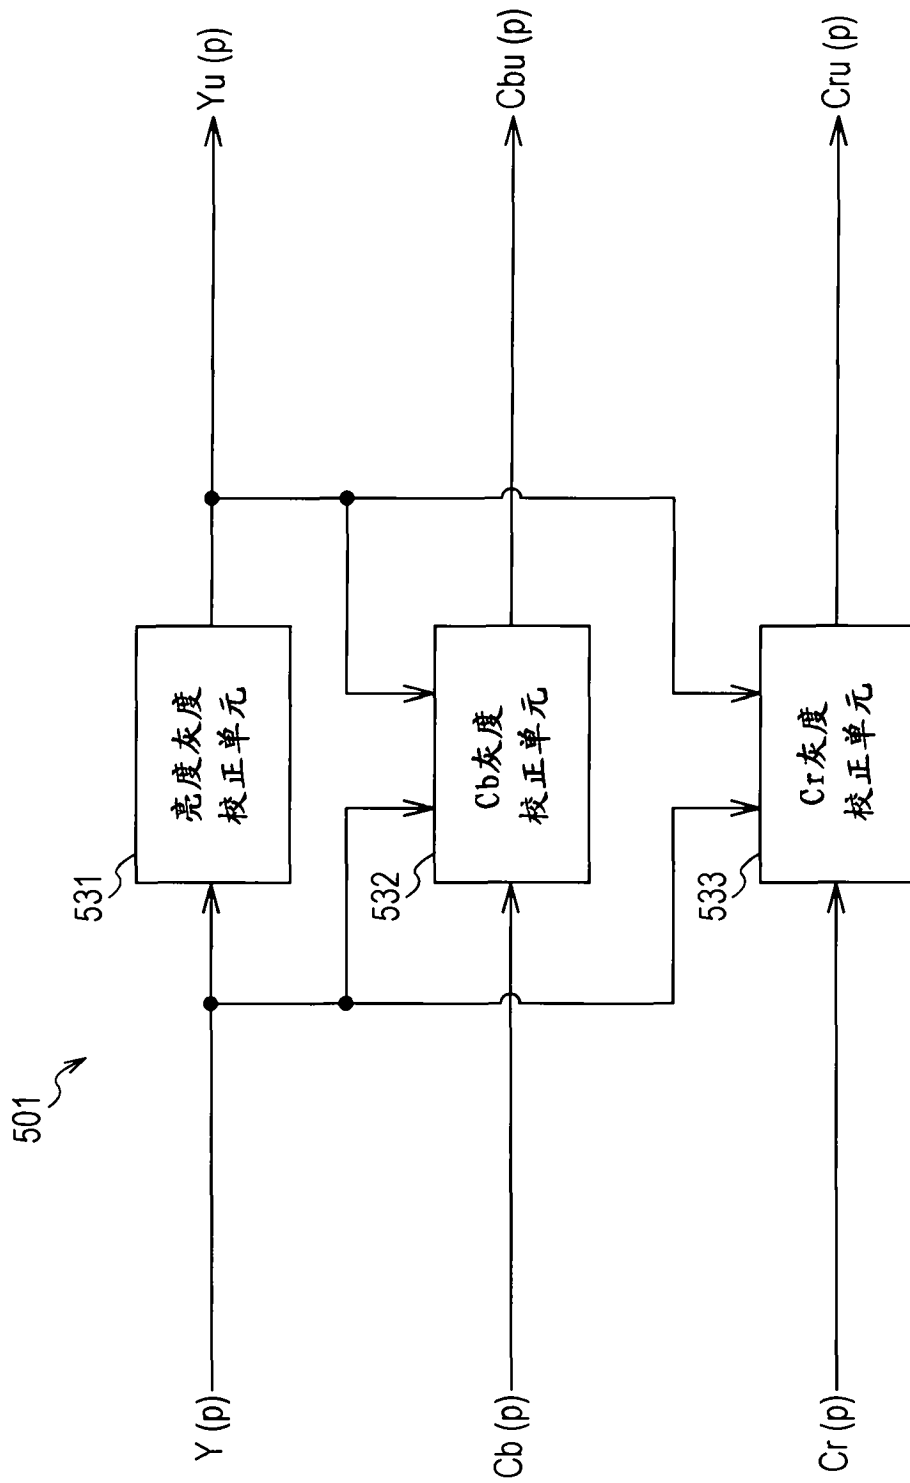 501
531
Y (p)
亮度灰度
校正单元
Yu (p)
532
Cb (p)
Cb灰度
校正单元
Cbu (p)
533
Cr (p)
Cr灰度
校正单元
Cru (p)